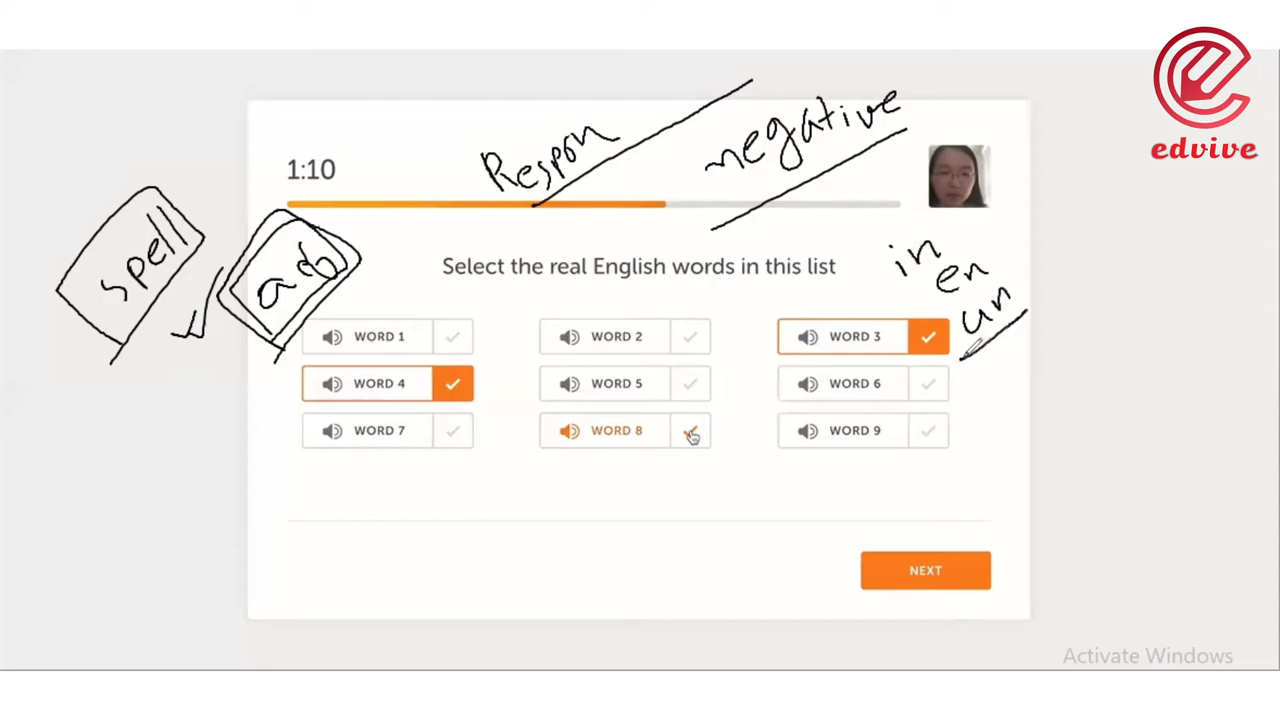 edvive
Respon
negative
1:10
spell
ad
Select the real English words in this list
in
en
un
WORD 1 WORD 2 WORD 3
WORD 4 WORD 5 WORD 6
WORD 7 WORD 8 WORD 9
NEXT
Activate Windows